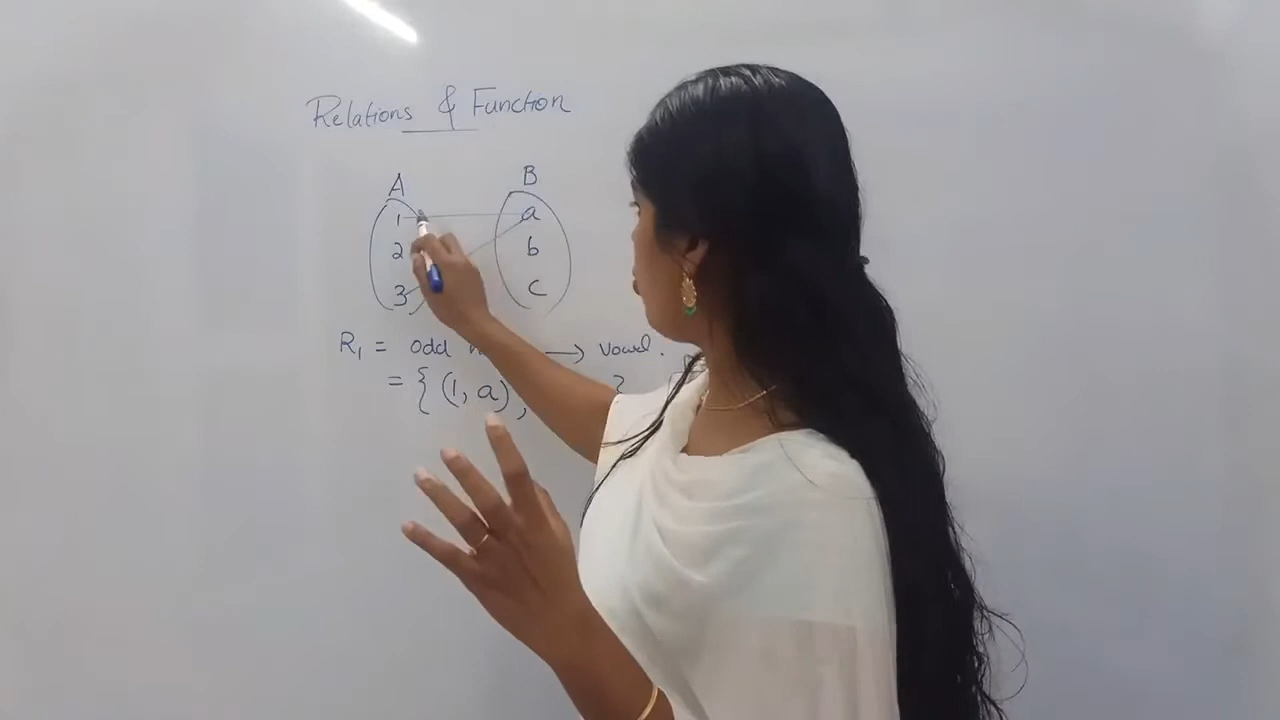 Relations & Function
A B
1 a
2 b
3 c
R₁ = odd → vowel.
= { (1, a), }